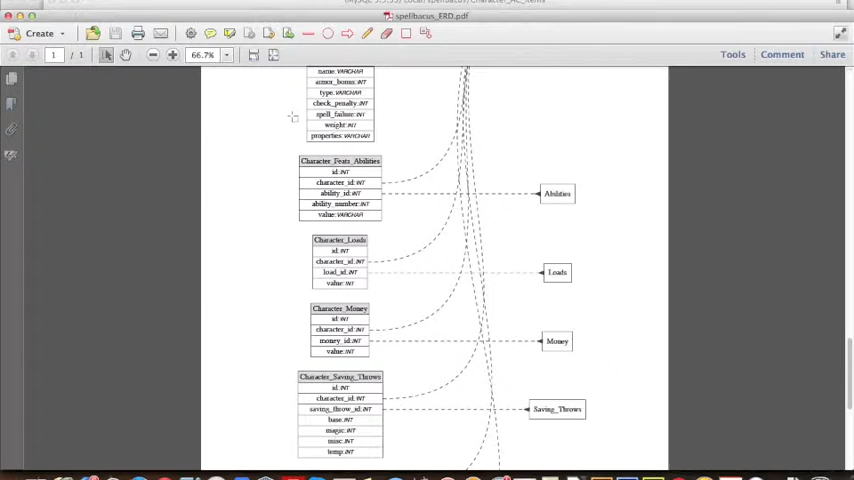 spellbacus_ERD.pdf
Create
1 / 1
66.7%
Tools
Comment
Share
name:VARCHAR
armor_bonus:INT
type:VARCHAR
check_penalty:INT
spell_failure:INT
weight:INT
properties:VARCHAR
Character_Feats_Abilities
id:INT
character_id:INT
ability_id:INT
Abilities
ability_number:INT
value:VARCHAR
Character_Loads
id:INT
character_id:INT
load_id:INT
Loads
value:INT
Character_Money
id:INT
character_id:INT
money_id:INT
Money
value:INT
Character_Saving_Throws
id:INT
character_id:INT
saving_throw_id:INT
Saving_Throws
base:INT
magic:INT
misc:INT
temp:INT